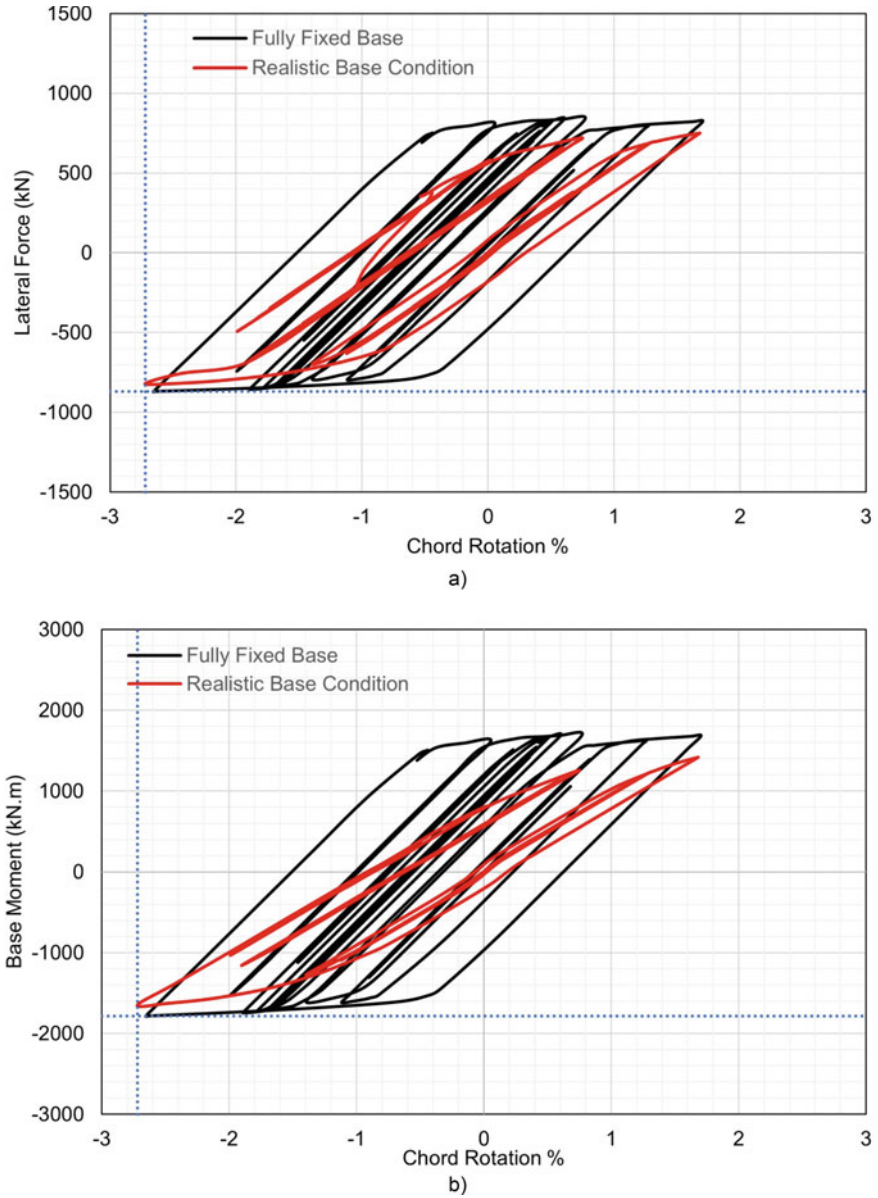 1500
1000
500
0
-500
-1000
-1500
Lateral Force (kN)
Fully Fixed Base
Realistic Base Condition
-3 -2 -1 0 1 2 3
Chord Rotation %
a)
3000
2000
1000
0
-1000
-2000
-3000
Base Moment (kN.m)
Fully Fixed Base
Realistic Base Condition
-3 -2 -1 0 1 2 3
Chord Rotation %
b)